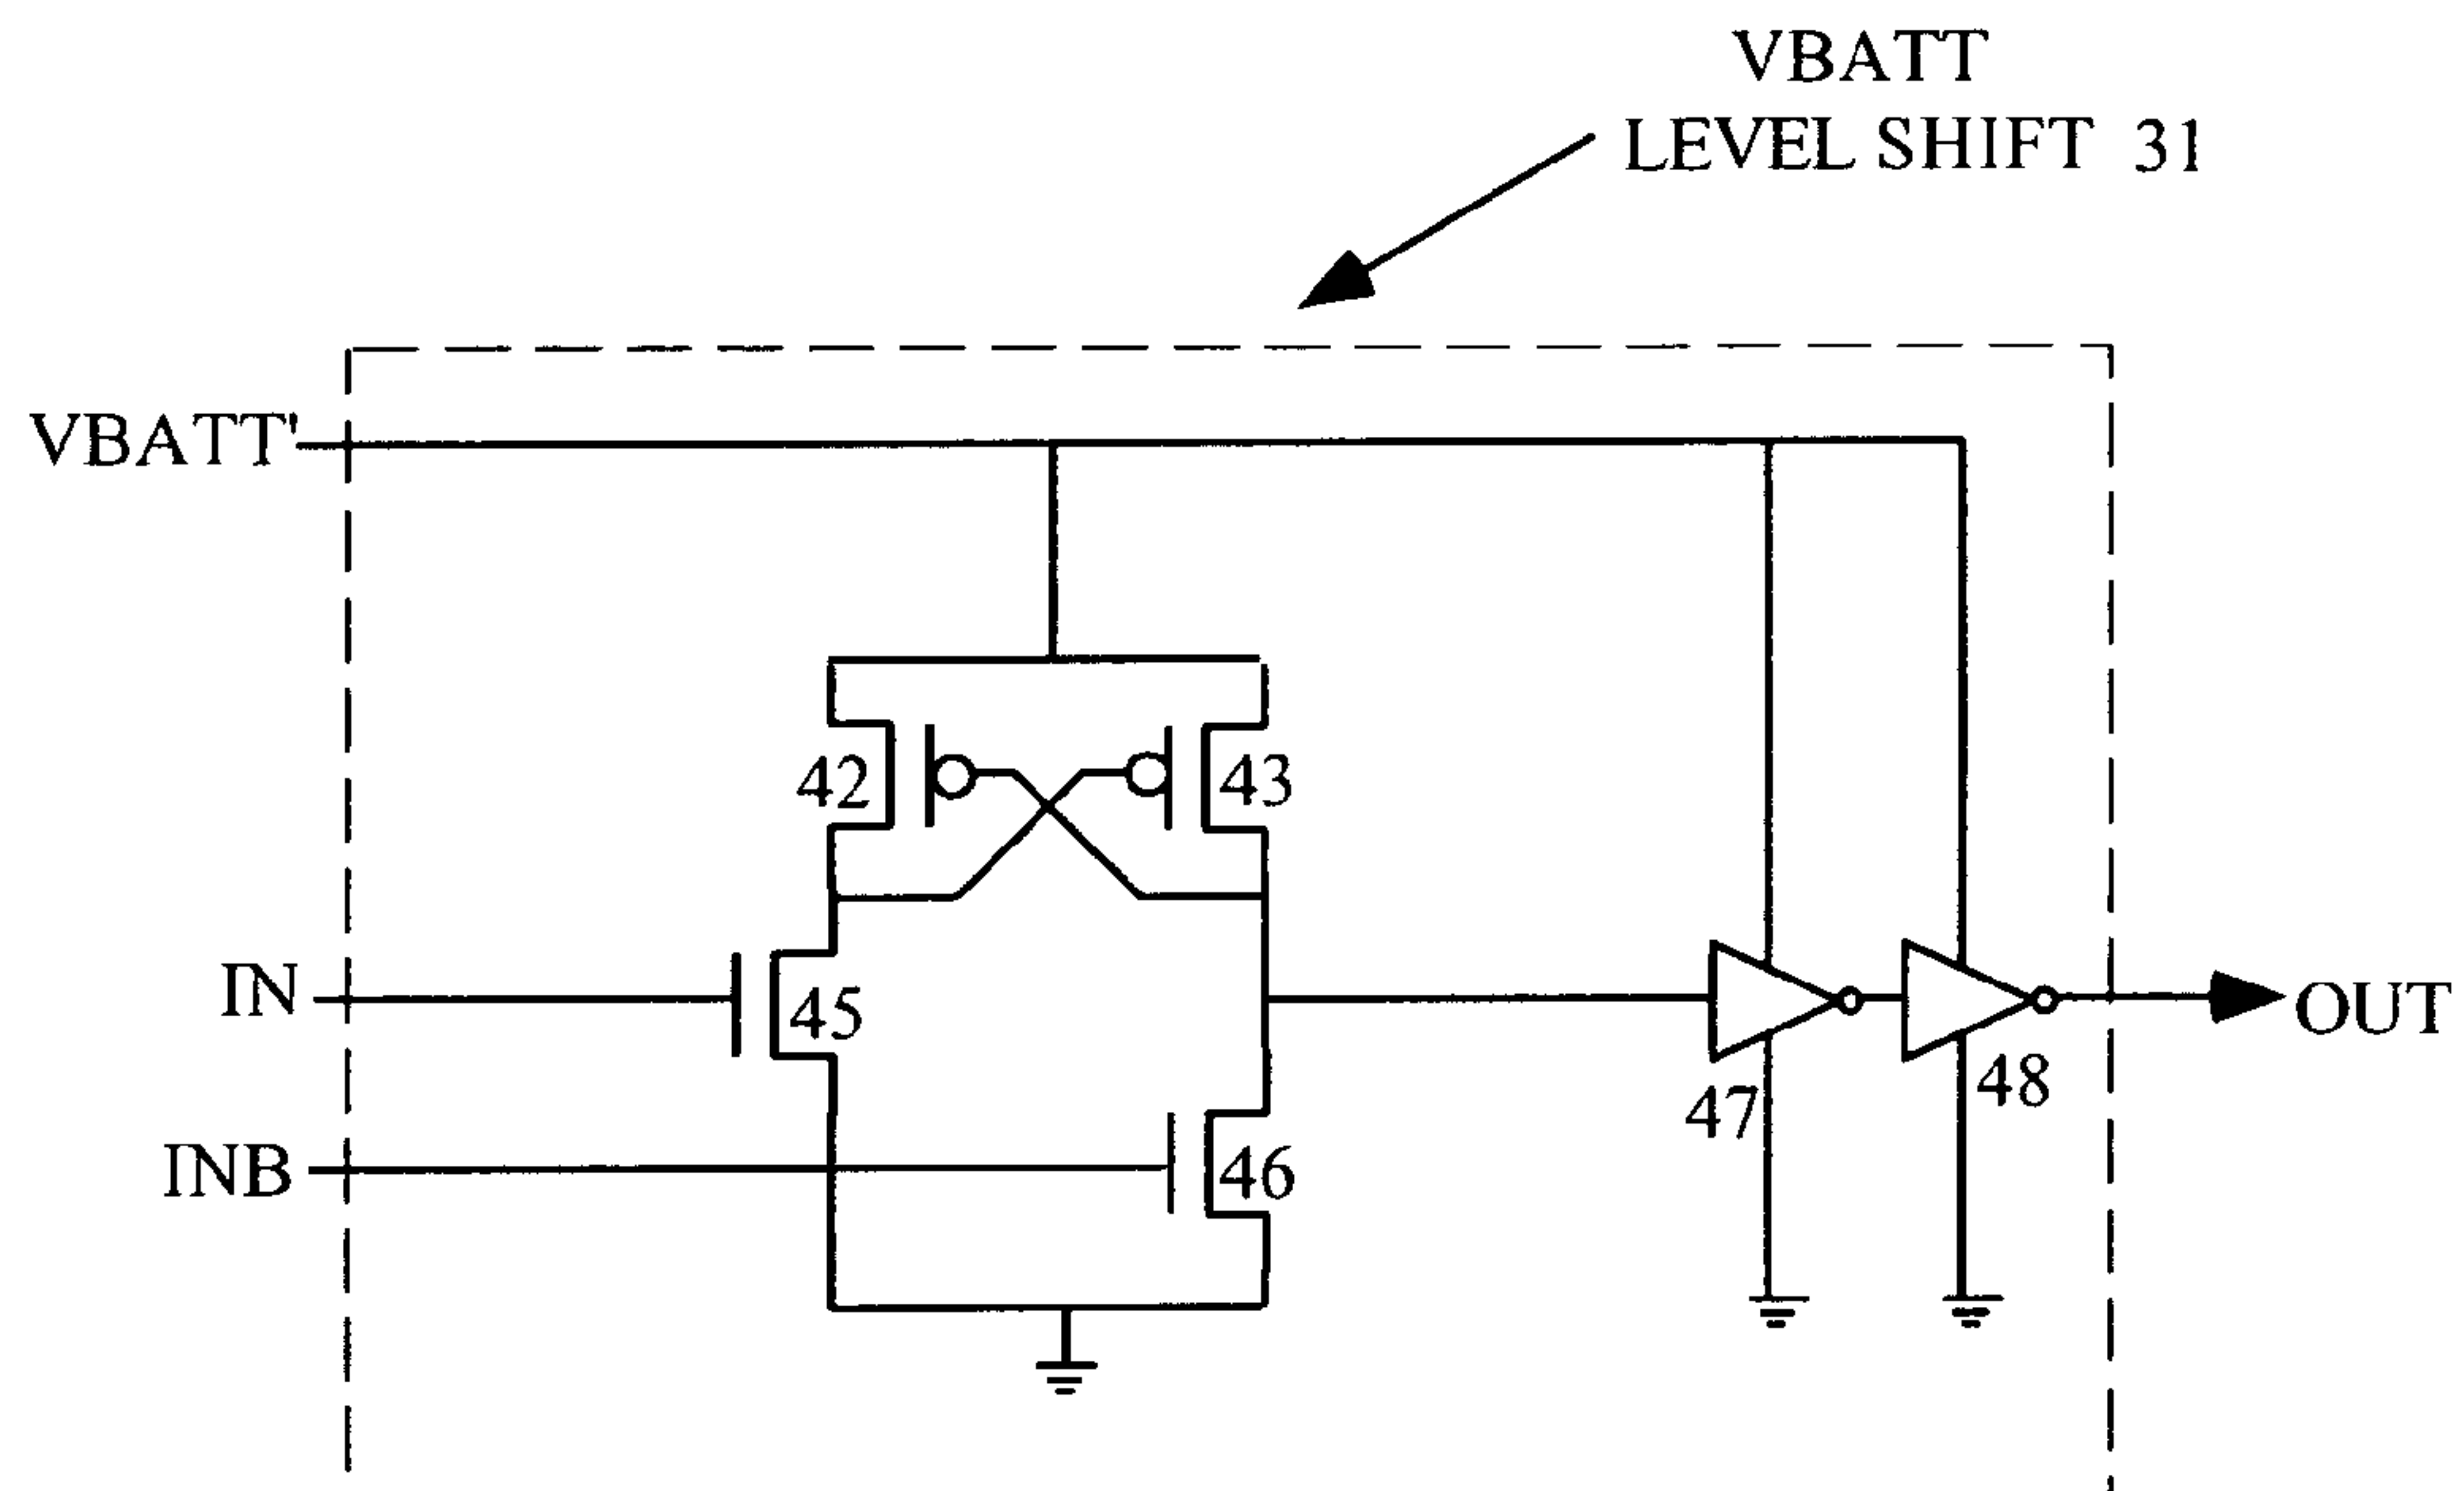 VBATT
LEVEL SHIFT 31
VBATT'
42
43
IN
45
OUT
47
48
INB
46